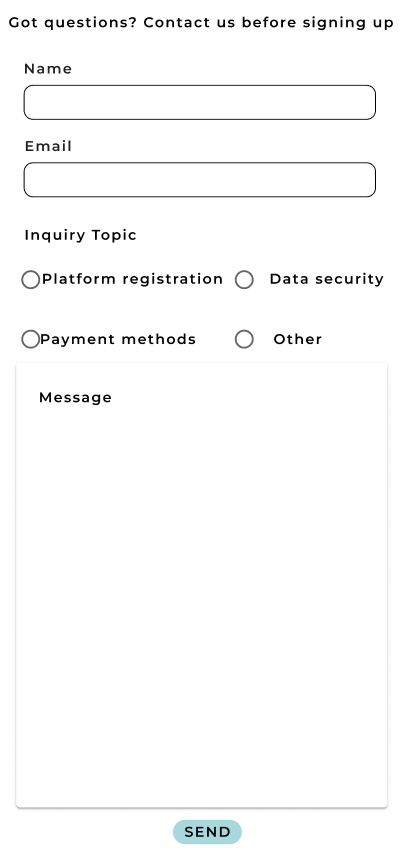 Got questions? Contact us before signing up
Name
Email
Inquiry Topic
Platform registration
Data security
Payment methods
Other
Message
SEND